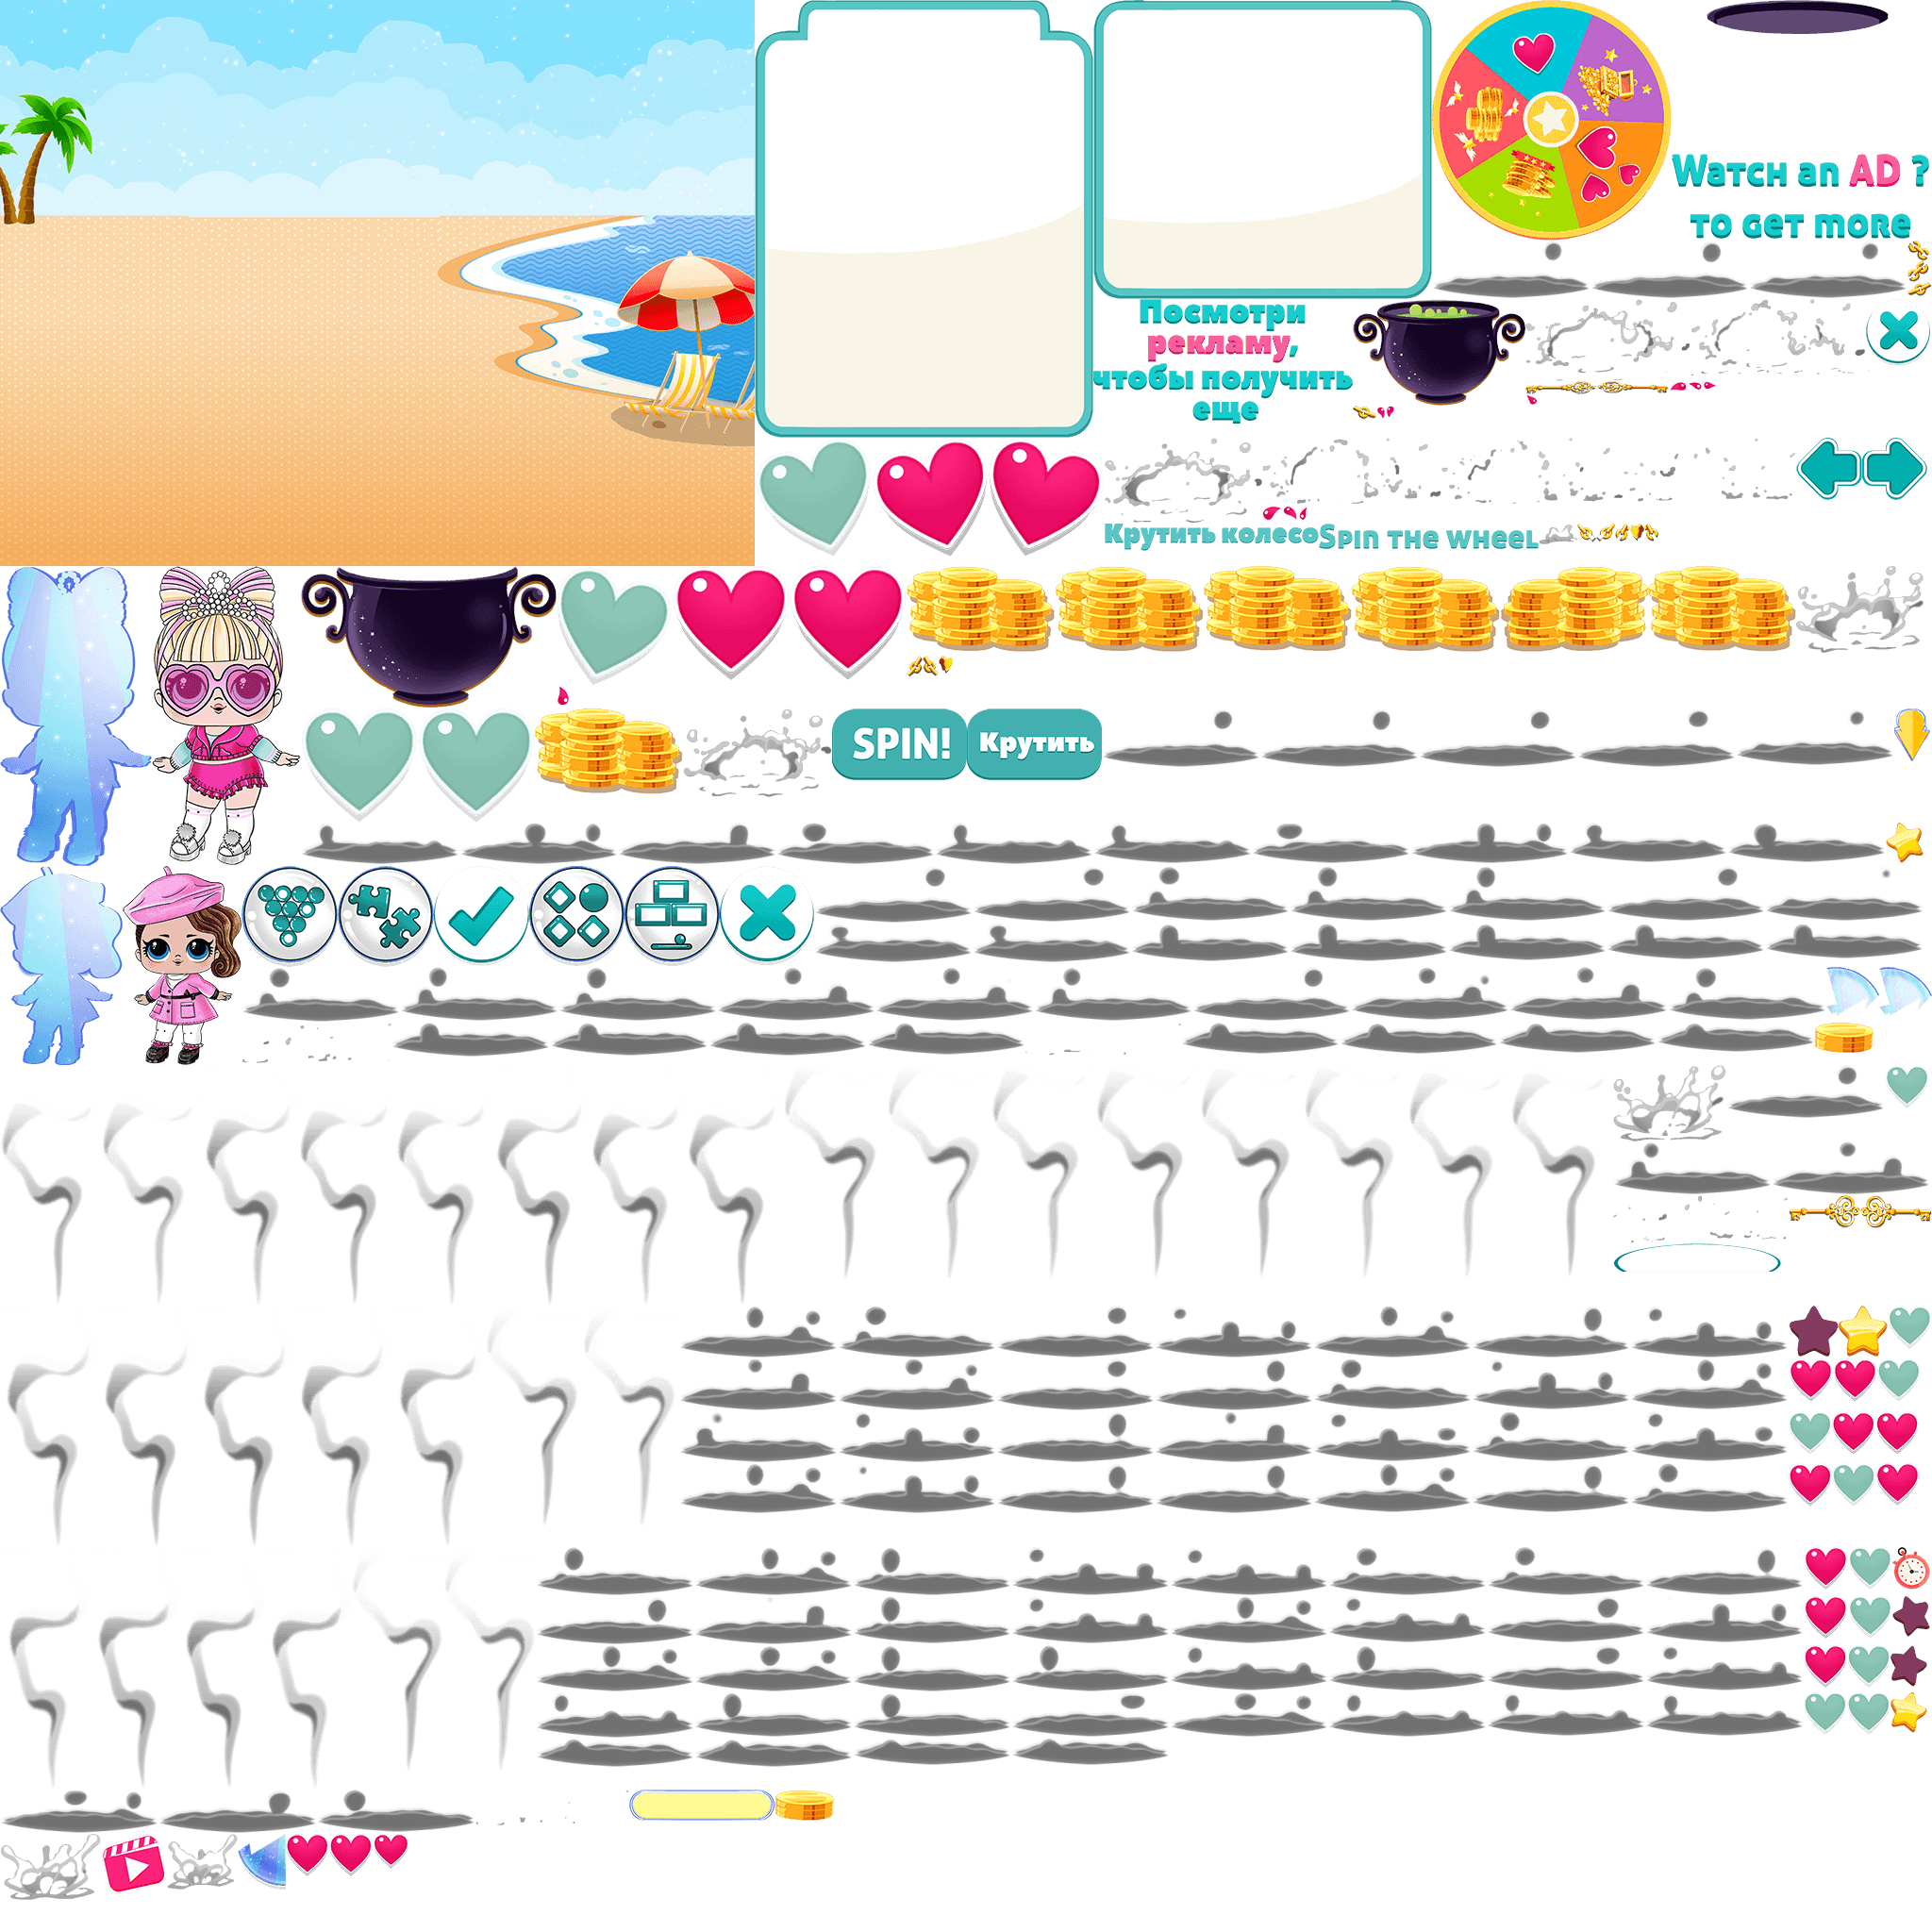 Watch an AD ?
to get more
Посмотри
рекламу,
чтобы получить
еще
Крутить колесо
Spin the wheel
SPIN!
Крутить